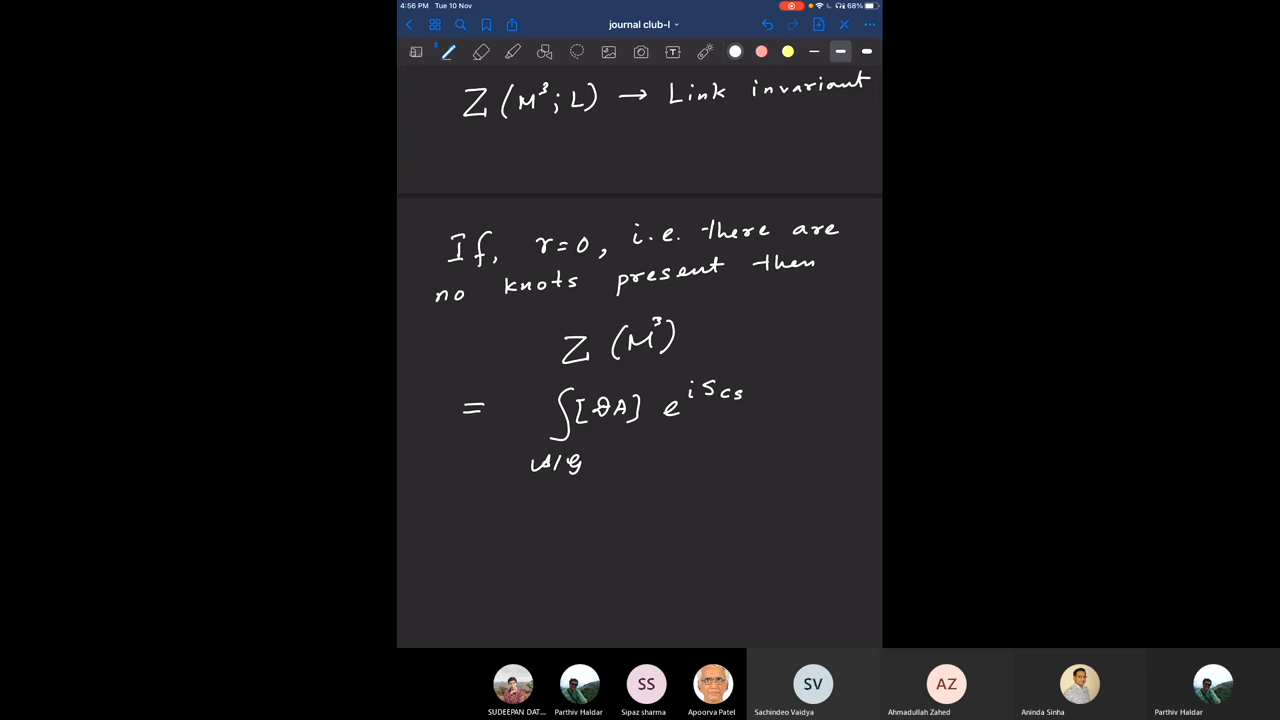 4:56 PM Tue 10 Nov
68%
journal club-I
Z (M³; L) → Link invariant
If, r=0, i.e. there are
no knots present then
Z (M³)
= ∫[𝒟A] e^{iS_{CS}}
𝒜/𝒢
SS
SV
AZ
SUDEEPAN DAT...
Parthiv Haldar
Sipaz sharma
Apoorva Patel
Sachindeo Vaidya
Ahmadullah Zahed
Aninda Sinha
Parthiv Haldar